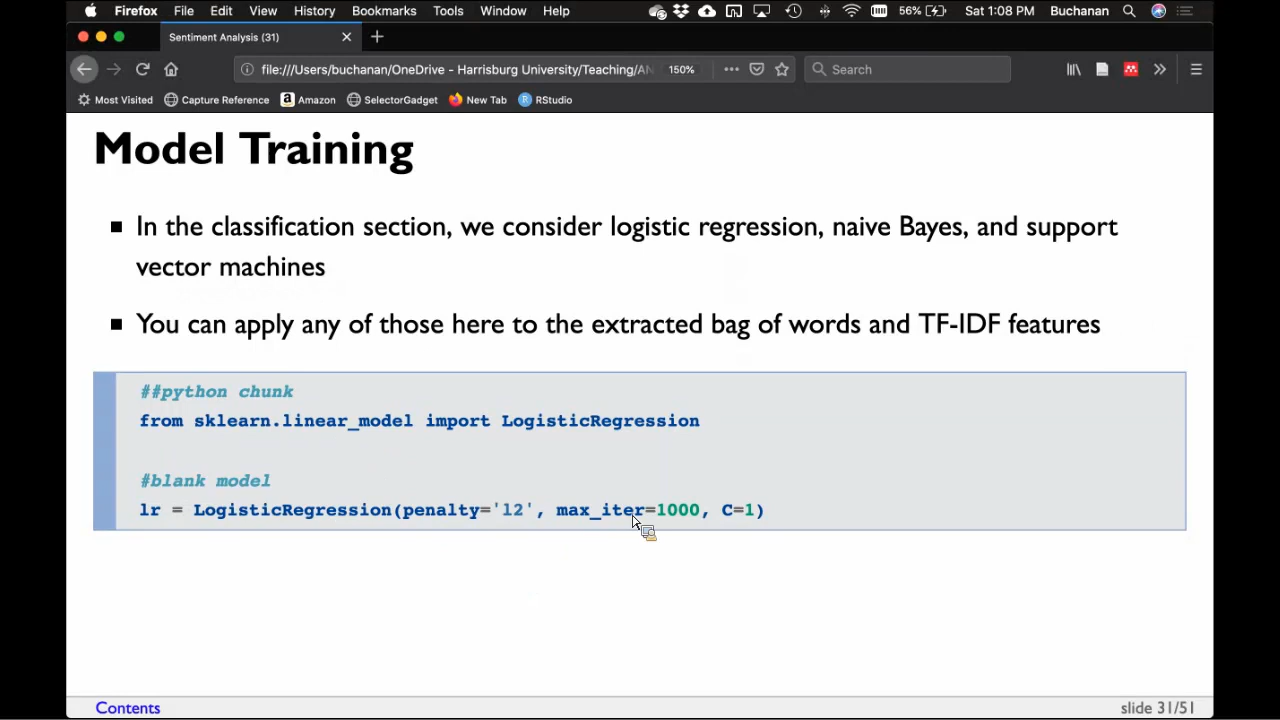 Firefox File Edit View History Bookmarks Tools Window Help 56% Sat 1:08 PM Buchanan
Sentiment Analysis (31)
file:///Users/buchanan/OneDrive - Harrisburg University/Teaching/AN 150% Search
Most Visited Capture Reference Amazon SelectorGadget New Tab RStudio
Model Training
In the classification section, we consider logistic regression, naive Bayes, and support
vector machines
You can apply any of those here to the extracted bag of words and TF-IDF features
##python chunk
from sklearn.linear_model import LogisticRegression
#blank model
lr = LogisticRegression(penalty='l2', max_iter=1000, C=1)
Contents slide 31/51